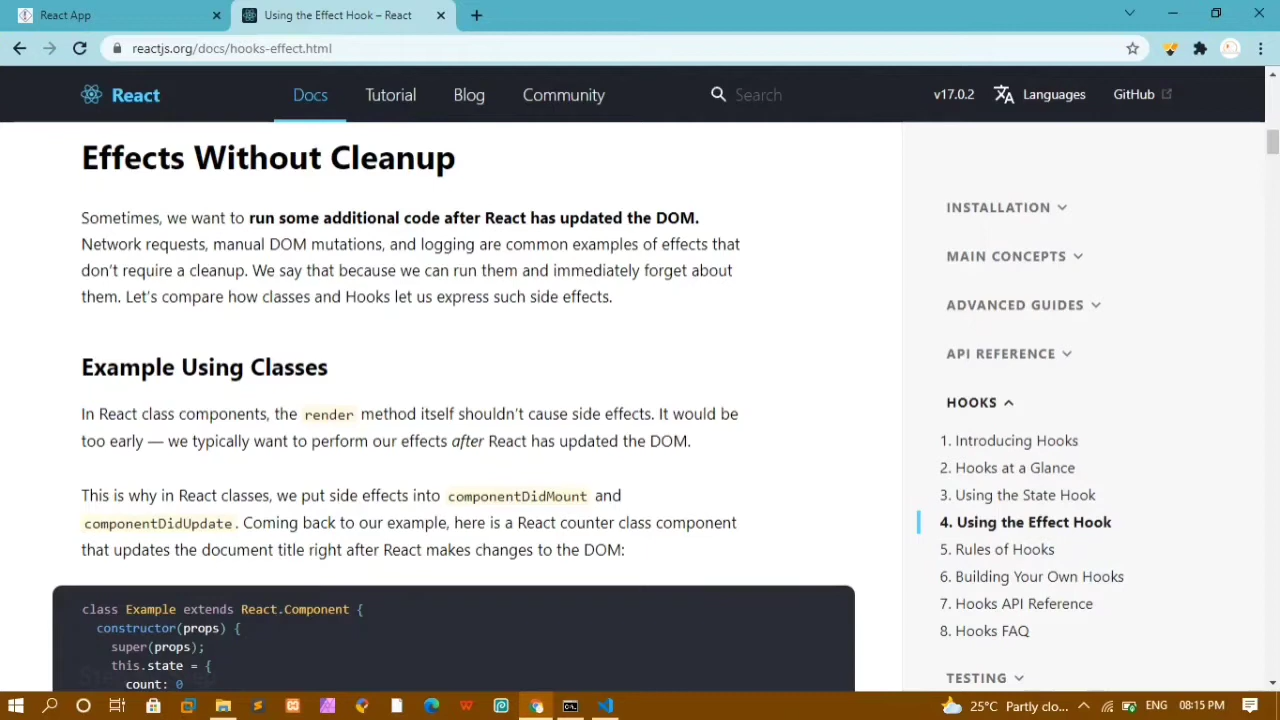 React App
Using the Effect Hook – React
reactjs.org/docs/hooks-effect.html
React
Docs
Tutorial
Blog
Community
Search
v17.0.2
Languages
GitHub
Effects Without Cleanup
Sometimes, we want to run some additional code after React has updated the DOM.
Network requests, manual DOM mutations, and logging are common examples of effects that
don’t require a cleanup. We say that because we can run them and immediately forget about
them. Let’s compare how classes and Hooks let us express such side effects.
Example Using Classes
In React class components, the render method itself shouldn’t cause side effects. It would be
too early — we typically want to perform our effects after React has updated the DOM.
This is why in React classes, we put side effects into componentDidMount and
componentDidUpdate. Coming back to our example, here is a React counter class component
that updates the document title right after React makes changes to the DOM:
class Example extends React.Component {
constructor(props) {
super(props);
this.state = {
count: 0
INSTALLATION
MAIN CONCEPTS
ADVANCED GUIDES
API REFERENCE
HOOKS
1. Introducing Hooks
2. Hooks at a Glance
3. Using the State Hook
4. Using the Effect Hook
5. Rules of Hooks
6. Building Your Own Hooks
7. Hooks API Reference
8. Hooks FAQ
TESTING
25°C Partly clo...
ENG
08:15 PM